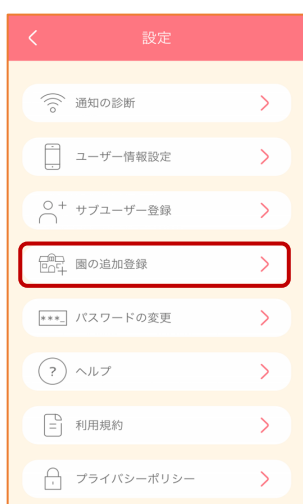 設定
通知の診断
ユーザー情報設定
サブユーザー登録
園の追加登録
***_ パスワードの変更
? ヘルプ
利用規約
プライバシーポリシー